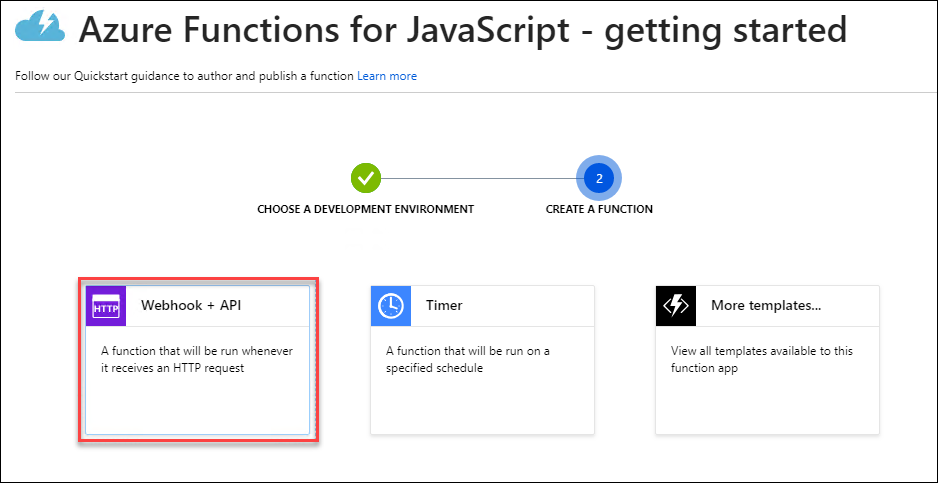 Azure Functions for JavaScript - getting started
Follow our Quickstart guidance to author and publish a function Learn more
2
CHOOSE A DEVELOPMENT ENVIRONMENT
CREATE A FUNCTION
HTTP
Webhook + API
A function that will be run whenever
it receives an HTTP request
Timer
A function that will be run on a
specified schedule
More templates...
View all templates available to this
function app